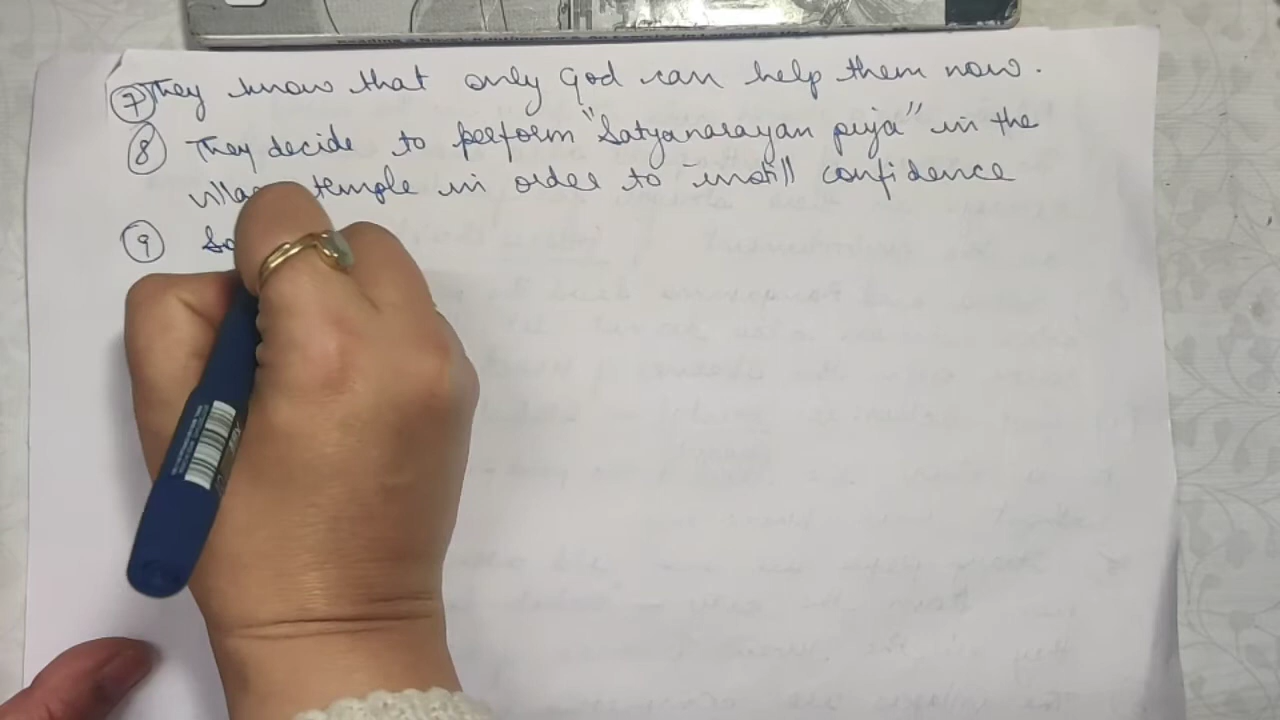 ⑦ They know that only God can help them now.
⑧ They decide to perform "Satyanarayan puja" in the
temple in order to instill confidence
⑨